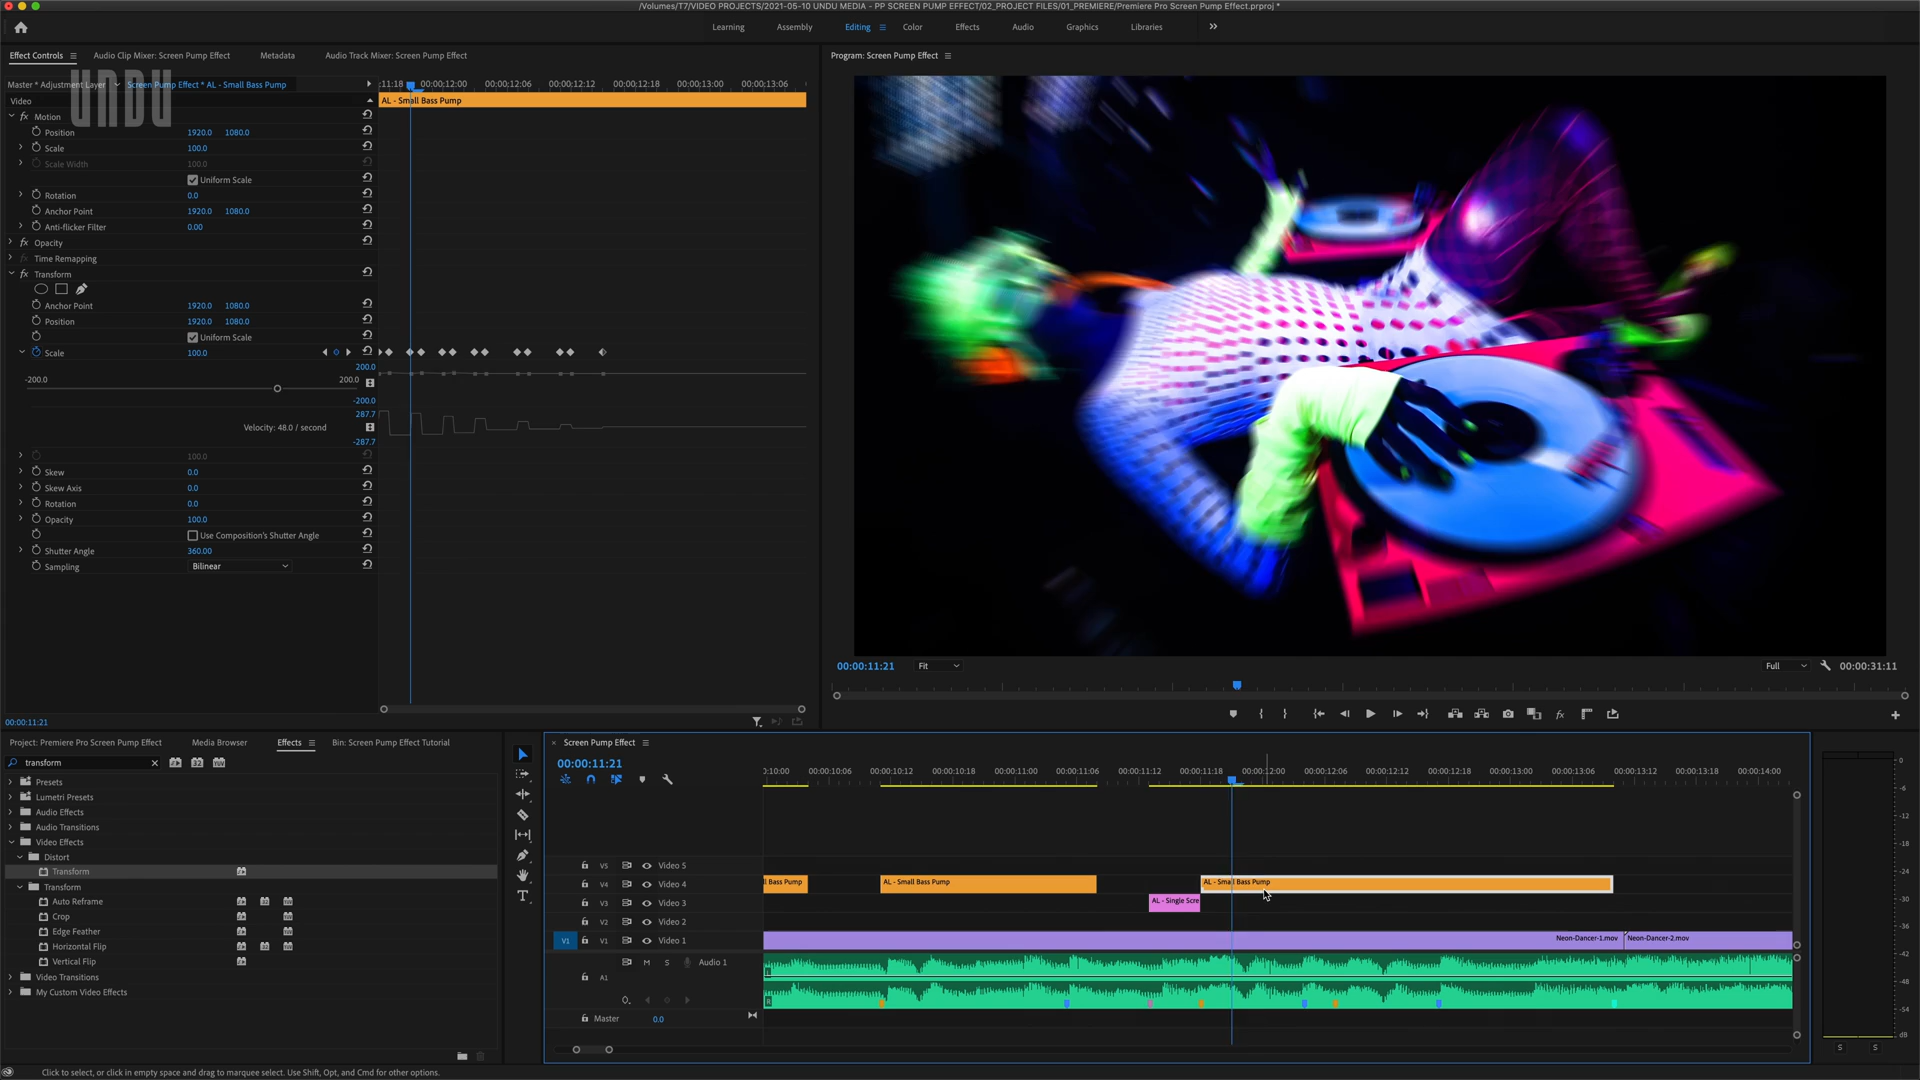 /Volumes/T7/VIDEO PROJECTS/2021-05-10 UNDU MEDIA - PP SCREEN PUMP EFFECT/02_PROJECT FILES/01_PREMIERE/Premiere Pro Screen Pump Effect.prproj *
Learning Assembly Editing Color Effects Audio Graphics Libraries
Effect Controls Audio Clip Mixer: Screen Pump Effect Metadata Audio Track Mixer: Screen Pump Effect
Program: Screen Pump Effect
UNDU
Master * Adjustment Layer Screen Pump Effect * AL - Small Bass Pump
:11:18 00:00:12:00 00:00:12:06 00:00:12:12 00:00:12:18 00:00:13:00 00:00:13:06
Video
AL - Small Bass Pump
fx Motion
Position 1920.0 1080.0
Scale 100.0
Scale Width 100.0
Uniform Scale
Rotation 0.0
Anchor Point 1920.0 1080.0
Anti-flicker Filter 0.00
fx Opacity
fx Time Remapping
fx Transform
Anchor Point 1920.0 1080.0
Position 1920.0 1080.0
Uniform Scale
Scale 100.0
200.0
-200.0 200.0
-200.0
287.7
Velocity: 48.0 / second
-287.7
100.0
Skew 0.0
Skew Axis 0.0
Rotation 0.0
Opacity 100.0
Use Composition's Shutter Angle
Shutter Angle 360.00
Sampling Bilinear
00:00:11:21
00:00:11:21 Fit Full 00:00:31:11
Project: Premiere Pro Screen Pump Effect Media Browser Effects Bin: Screen Pump Effect Tutorial
transform
Presets
Lumetri Presets
Audio Effects
Audio Transitions
Video Effects
Distort
Transform
Transform
Auto Reframe
Crop
Edge Feather
Horizontal Flip
Vertical Flip
Video Transitions
My Custom Video Effects
Screen Pump Effect
00:00:11:21
0:10:00 00:00:10:06 00:00:10:12 00:00:10:18 00:00:11:00 00:00:11:06 00:00:11:12 00:00:11:18 00:00:12:00 00:00:12:06 00:00:12:12 00:00:12:18 00:00:13:00 00:00:13:06 00:00:13:12 00:00:13:18 00:00:14:00
V5 Video 5
V4 Video 4
Bass Pump AL - Small Bass Pump AL - Small Bass Pump
V3 Video 3
AL - Single Scre
V2 Video 2
V1 V1 Video 1
Neon-Dancer-1.mov Neon-Dancer-2.mov
M S Audio 1
A1
L
R
Master 0.0
0
-6
-12
-18
-24
-30
-36
-42
-48
-54
dB
S S
Click to select, or click in empty space and drag to marquee select. Use Shift, Opt, and Cmd for other options.